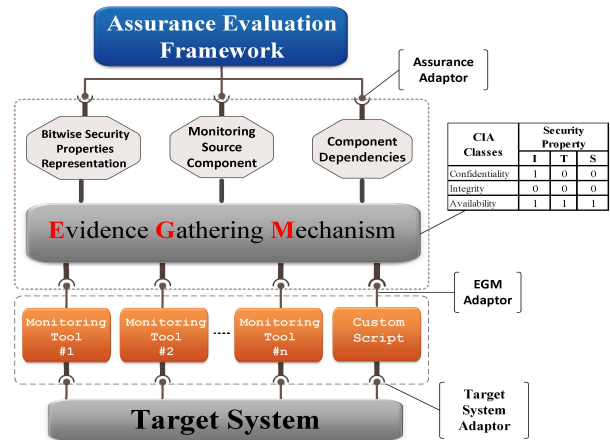 Assurance Evaluation
Framework
Assurance
Adaptor
Bitwise Security
Properties
Representation
Monitoring
Source
Component
Component
Dependencies
CIA
Classes
Security
Property
I T S
Confidentiality 1 0 0
Integrity 0 0 0
Availability 1 1 1
Evidence Gathering Mechanism
EGM
Adaptor
Monitoring
Tool
#1
Monitoring
Tool
#2
.....
Monitoring
Tool
#n
Custom
Script
Target
System
Adaptor
Target System